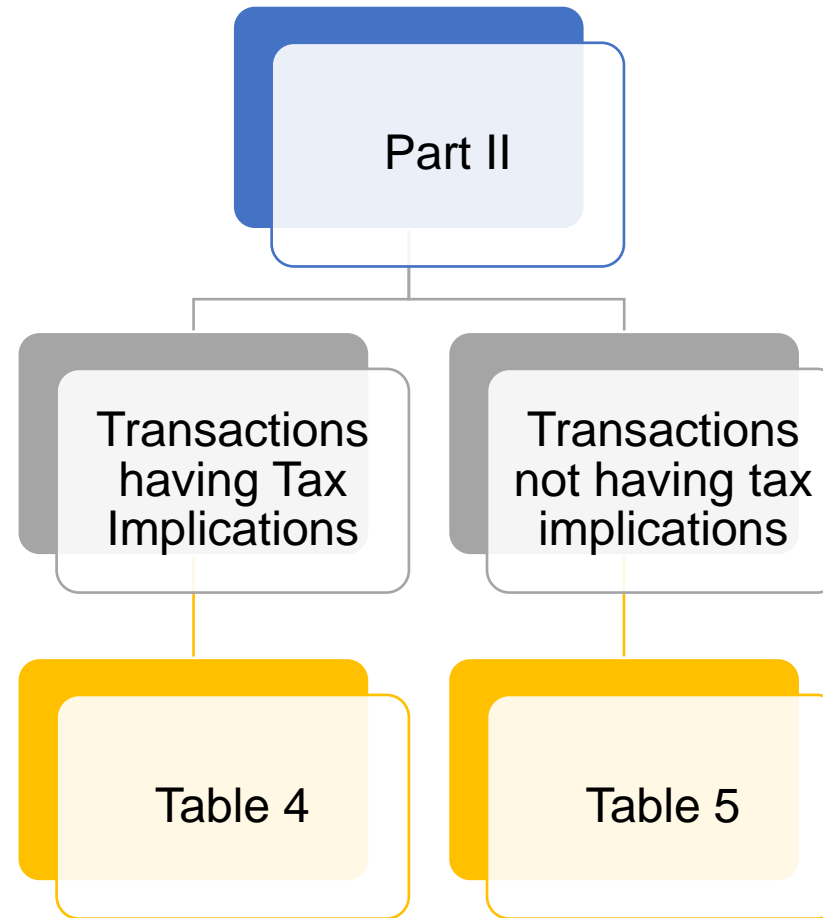 Part II
Transactions
having Tax
Implications
Transactions
not having tax
implications
Table 4
Table 5